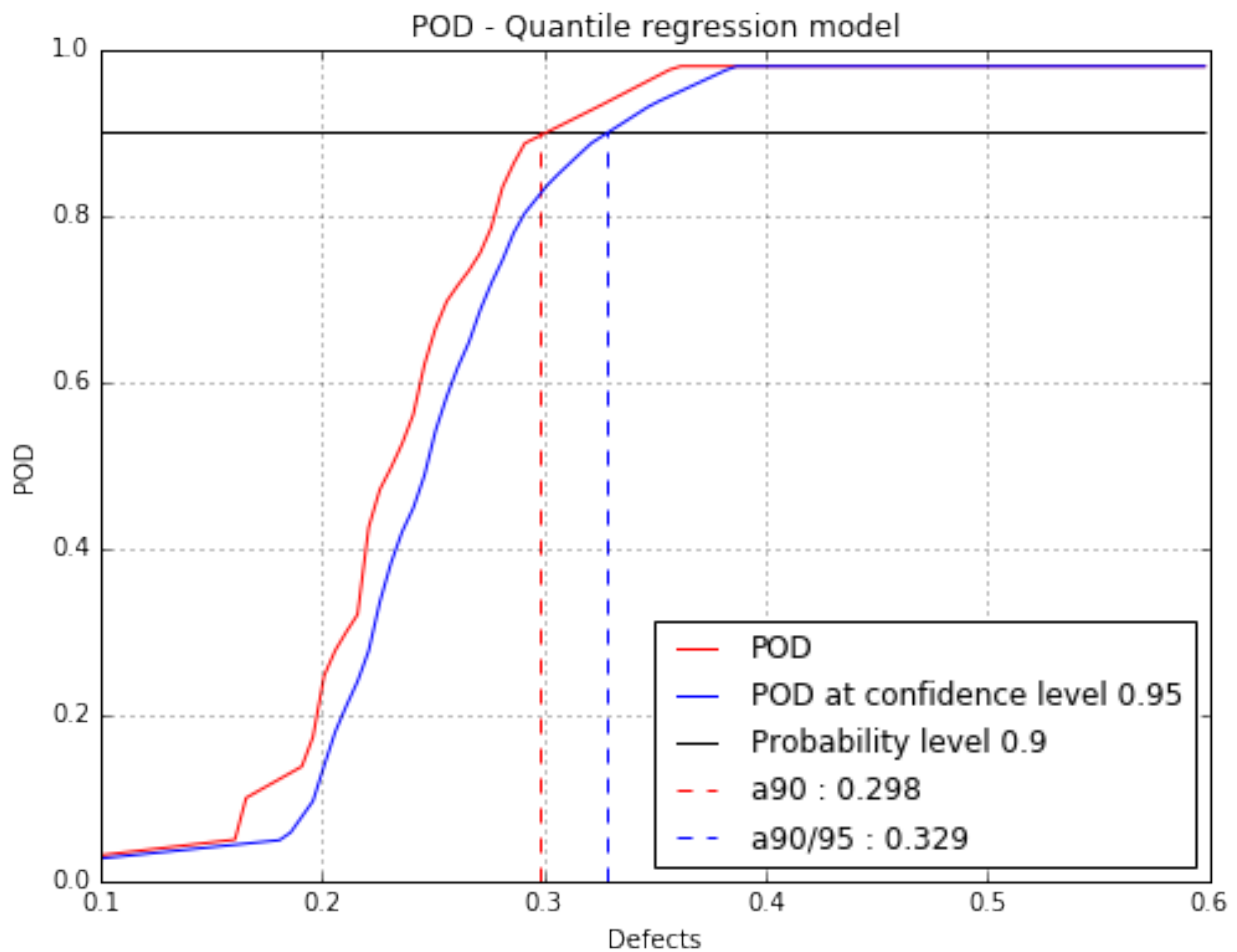 POD - Quantile regression model
1.0
0.8
0.6
0.4
0.2
0.0
POD
POD
POD at confidence level 0.95
Probability level 0.9
a90 : 0.298
a90/95 : 0.329
0.1
0.2
0.3
0.4
0.5
0.6
Defects